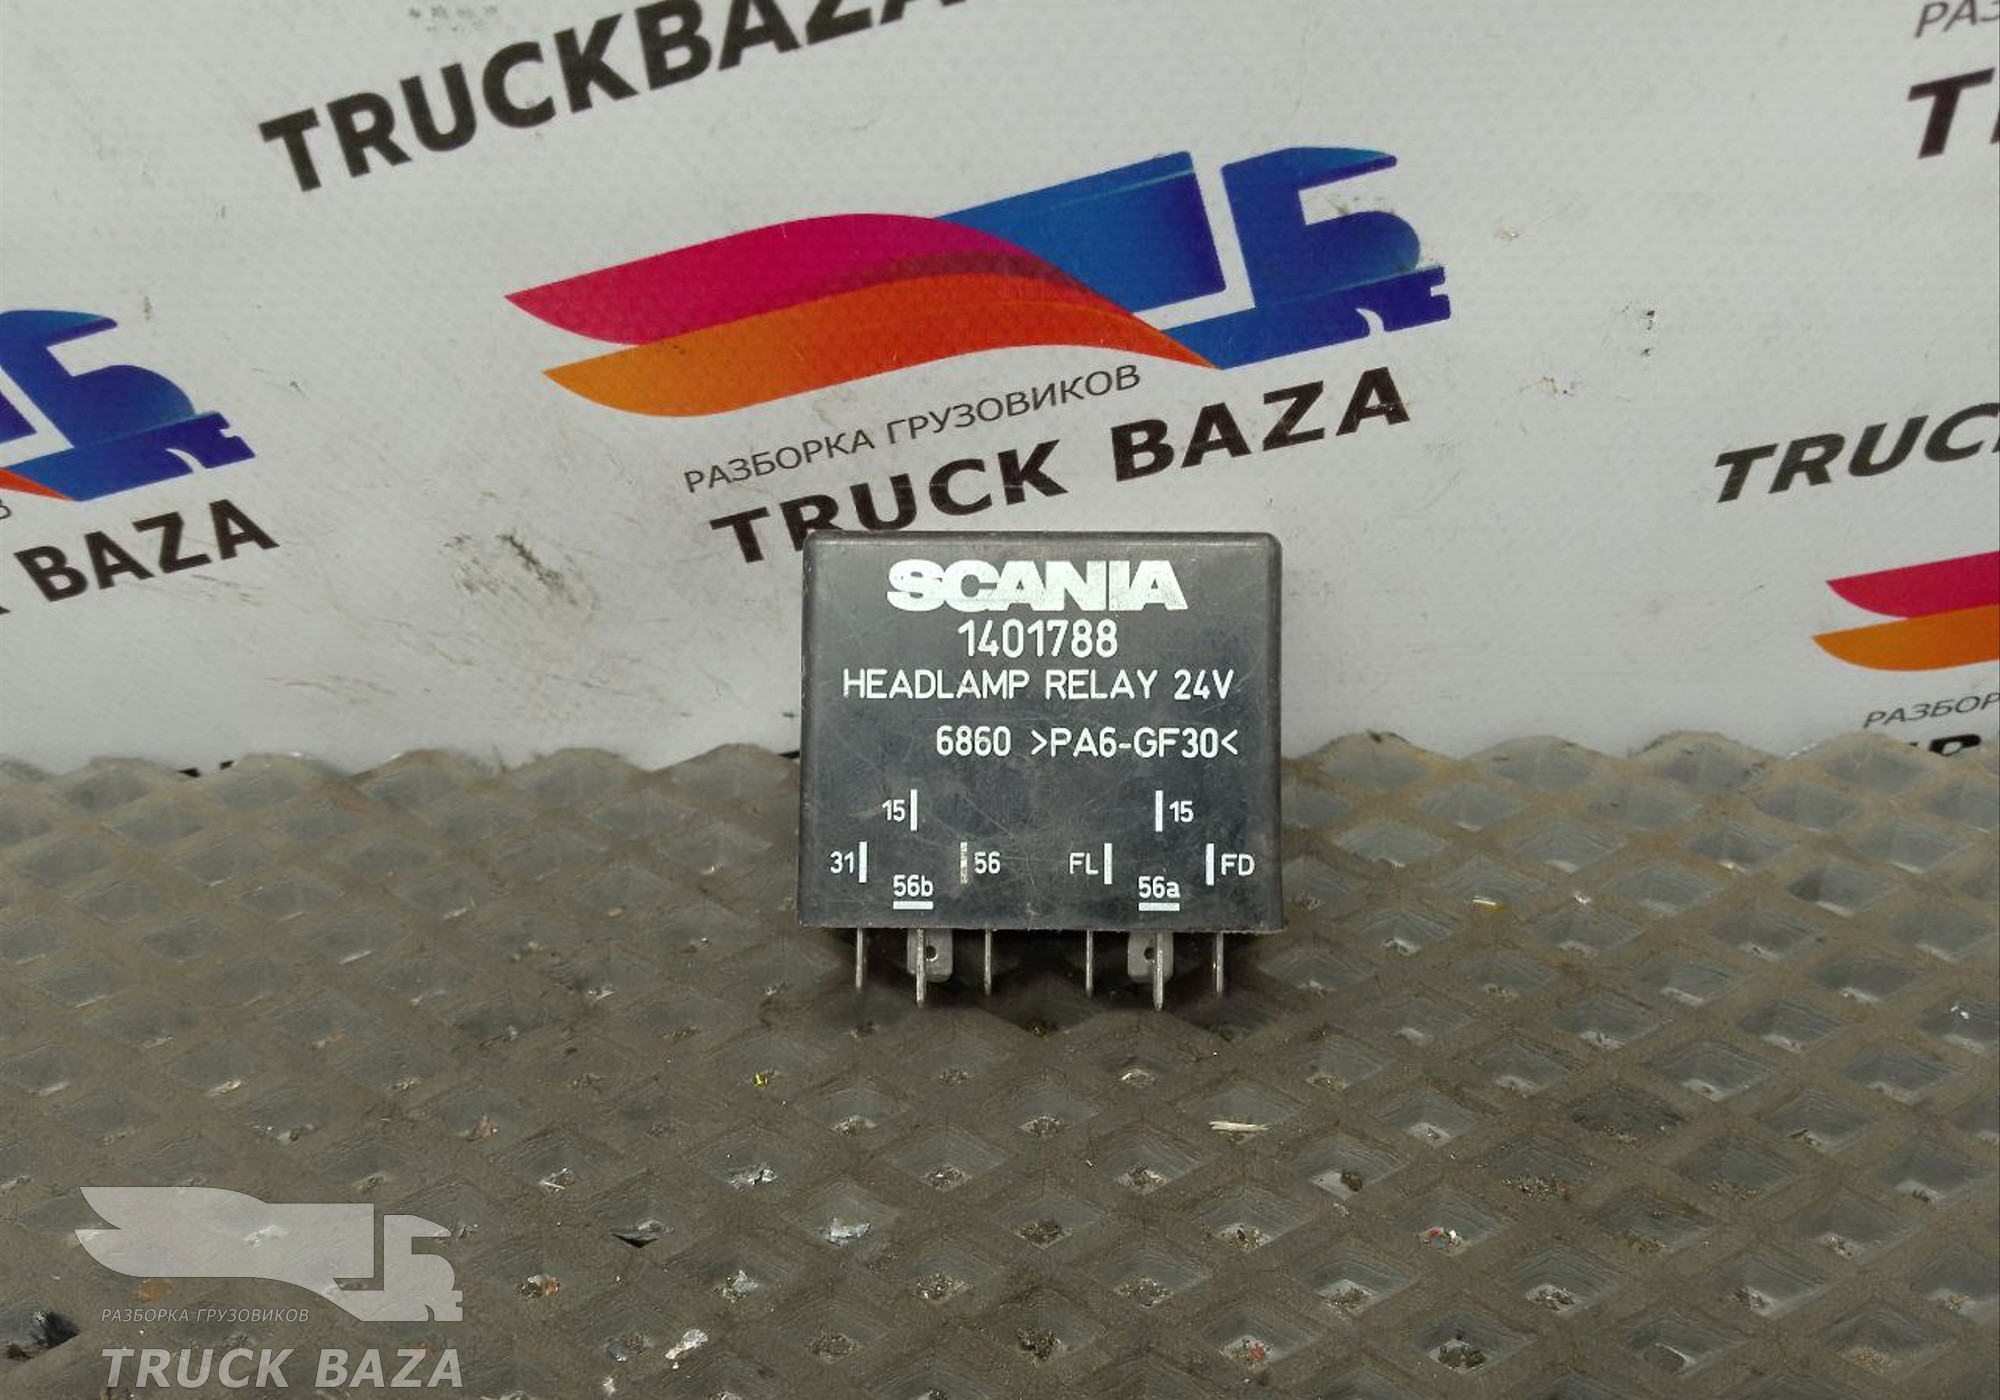 TRUCKBAZA
РАЗБОРКА ГРУЗОВИКОВ
TRUCK BAZA
BAZA
SCANIA
1401788
HEADLAMP RELAY 24V
6860 >PA6-GF30<
15 15
31 56 FL FD
56b 56a
РАЗБОРКА ГРУЗОВИКОВ
TRUCK BAZA